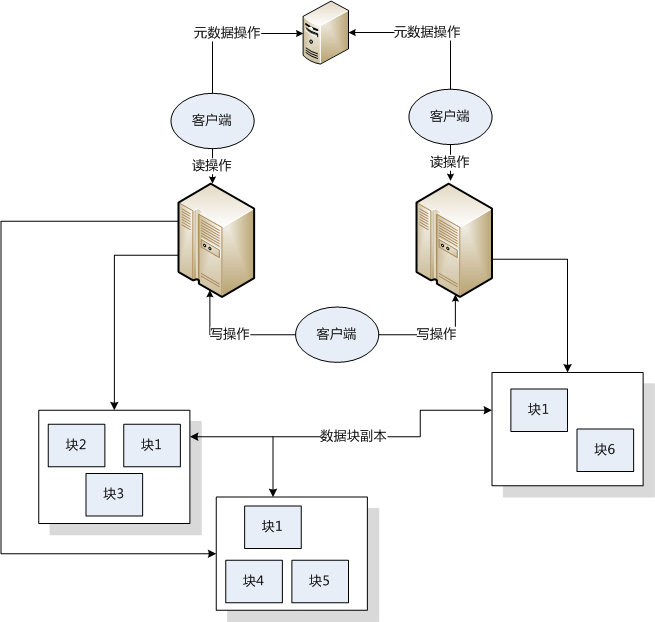 元数据操作
元数据操作
客户端
客户端
读操作
读操作
写操作
客户端
写操作
块1
块6
数据块副本
块2
块1
块3
块1
块4
块5